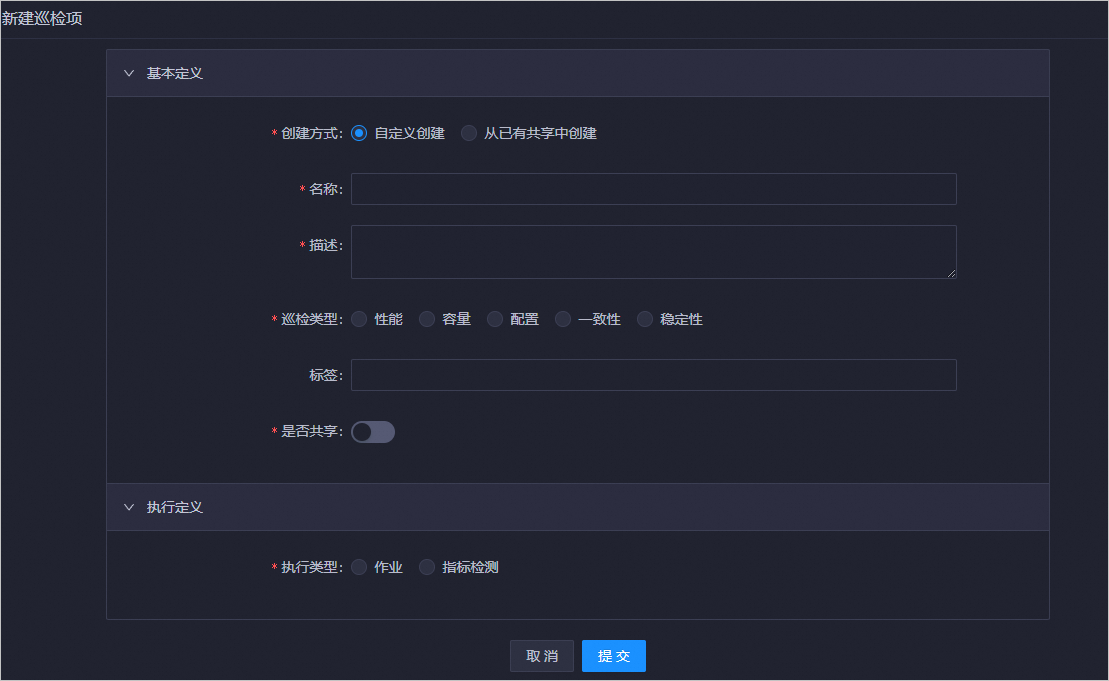 新建巡检项
基本定义
* 创建方式: 自定义创建 从已有共享中创建
* 名称:
* 描述:
* 巡检类型: 性能 容量 配置 一致性 稳定性
标签:
* 是否共享:
执行定义
* 执行类型: 作业 指标检测
取 消 提 交